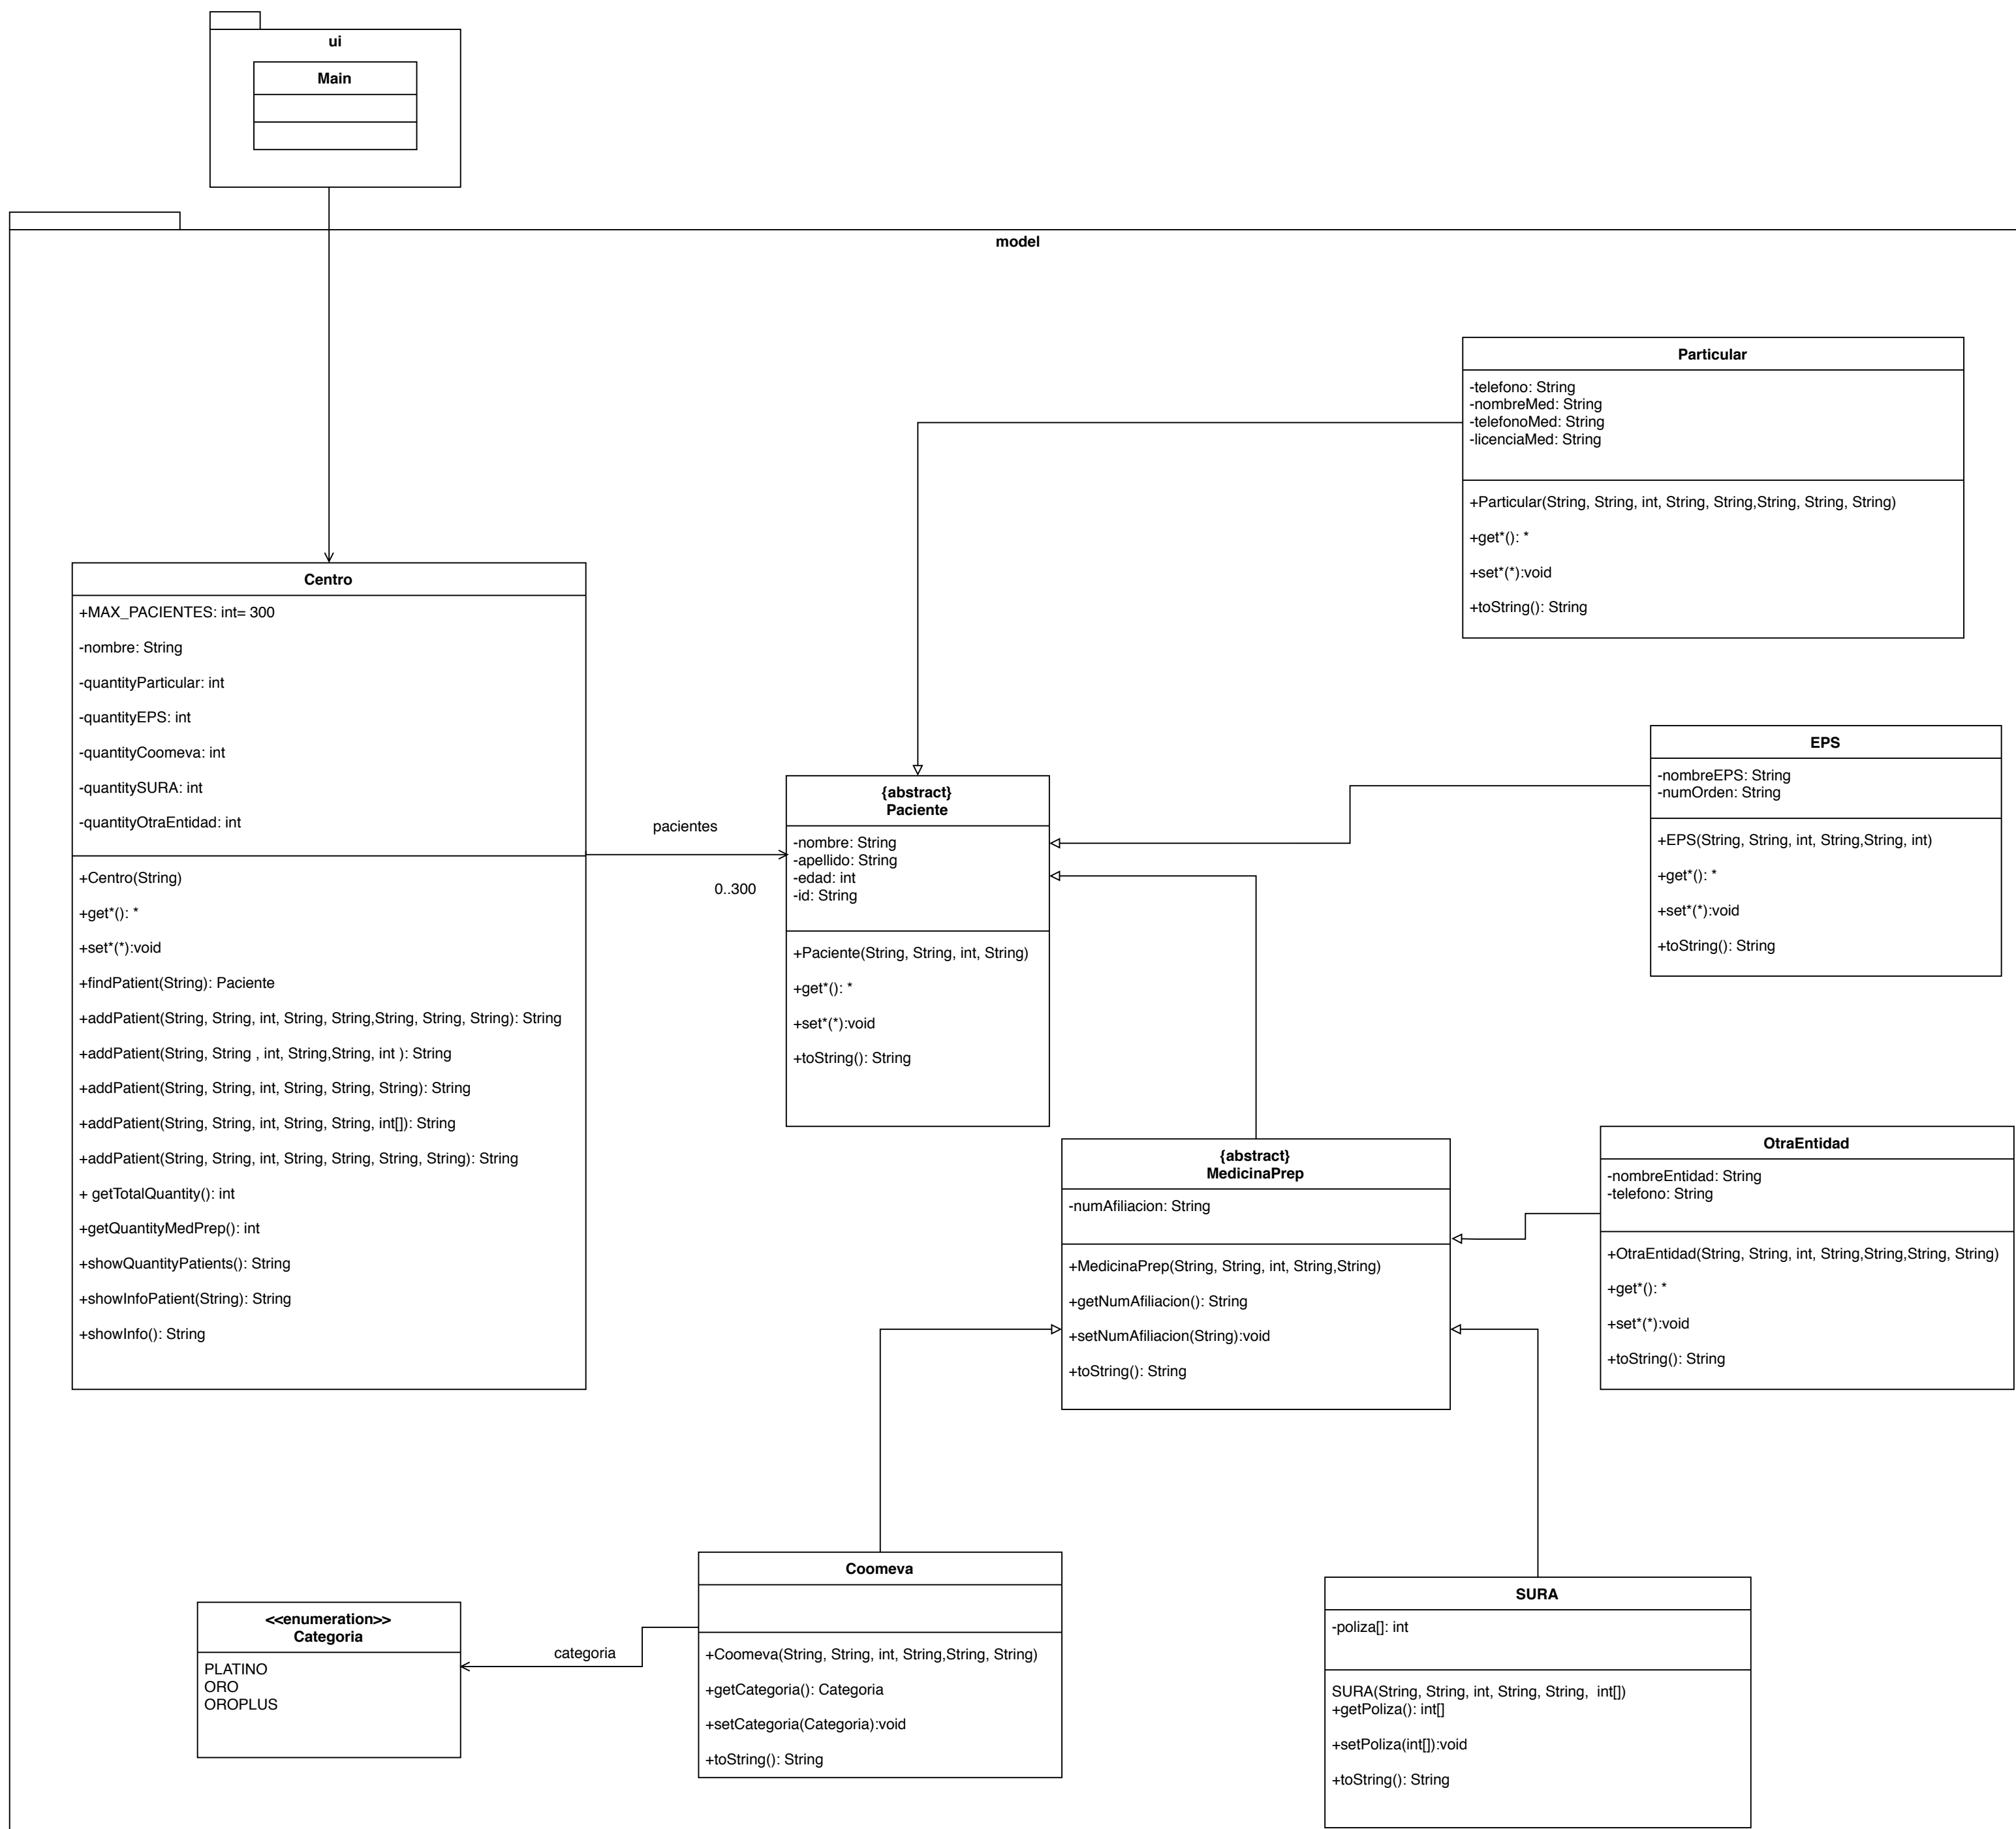 ui
Main
model
Particular
-telefono: String
-nombreMed: String
-telefonoMed: String
-licenciaMed: String
+Particular(String, String, int, String, String,String, String, String)
+get*(): *
+set*(*):void
+toString(): String
Centro
+MAX_PACIENTES: int= 300
-nombre: String
-quantityParticular: int
-quantityEPS: int
-quantityCoomeva: int
-quantitySURA: int
-quantityOtraEntidad: int
+Centro(String)
+get*(): *
+set*(*):void
+findPatient(String): Paciente
+addPatient(String, String, int, String, String,String, String, String): String
+addPatient(String, String , int, String,String, int ): String
+addPatient(String, String, int, String, String, String): String
+addPatient(String, String, int, String, String, int[]): String
+addPatient(String, String, int, String, String, String, String): String
+ getTotalQuantity(): int
+getQuantityMedPrep(): int
+showQuantityPatients(): String
+showInfoPatient(String): String
+showInfo(): String
pacientes
0..300
{abstract}
Paciente
-nombre: String
-apellido: String
-edad: int
-id: String
+Paciente(String, String, int, String)
+get*(): *
+set*(*):void
+toString(): String
EPS
-nombreEPS: String
-numOrden: String
+EPS(String, String, int, String,String, int)
+get*(): *
+set*(*):void
+toString(): String
{abstract}
MedicinaPrep
-numAfiliacion: String
+MedicinaPrep(String, String, int, String,String)
+getNumAfiliacion(): String
+setNumAfiliacion(String):void
+toString(): String
OtraEntidad
-nombreEntidad: String
-telefono: String
+OtraEntidad(String, String, int, String,String,String, String)
+get*(): *
+set*(*):void
+toString(): String
<<enumeration>>
Categoria
PLATINO
ORO
OROPLUS
categoria
Coomeva
+Coomeva(String, String, int, String,String, String)
+getCategoria(): Categoria
+setCategoria(Categoria):void
+toString(): String
SURA
-poliza[]: int
SURA(String, String, int, String, String,  int[])
+getPoliza(): int[]
+setPoliza(int[]):void
+toString(): String